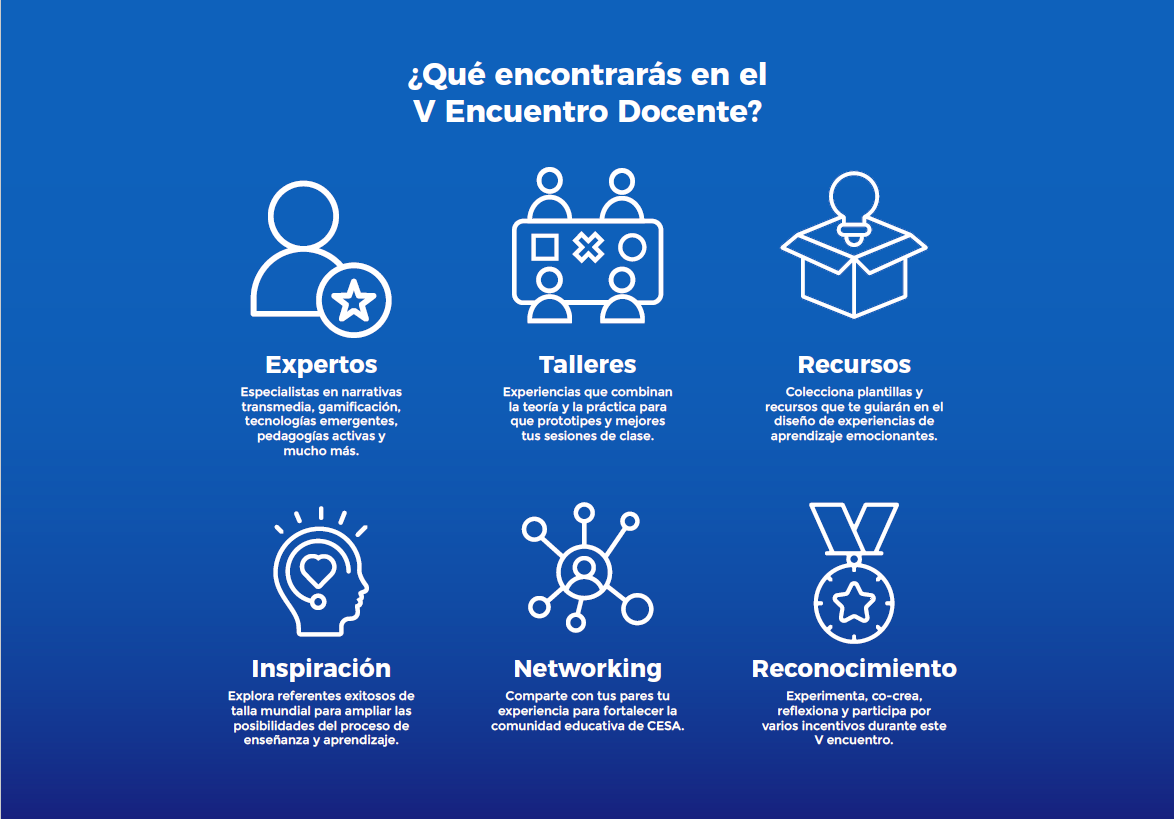 ¿Qué encontrarás en el
V Encuentro Docente?
Expertos
Especialistas en narrativas
transmedia, gamificación,
tecnologías emergentes,
pedagogías activas y
mucho más.
Talleres
Experiencias que combinan
la teoría y la práctica para
que prototipes y mejores
tus sesiones de clase.
Recursos
Colecciona plantillas y
recursos que te guiarán en el
diseño de experiencias de
aprendizaje emocionantes.
Inspiración
Explora referentes exitosos de
talla mundial para ampliar las
posibilidades del proceso de
enseñanza y aprendizaje.
Networking
Comparte con tus pares tu
experiencia para fortalecer la
comunidad educativa de CESA.
Reconocimiento
Experimenta, co-crea,
reflexiona y participa por
varios incentivos durante este
V encuentro.